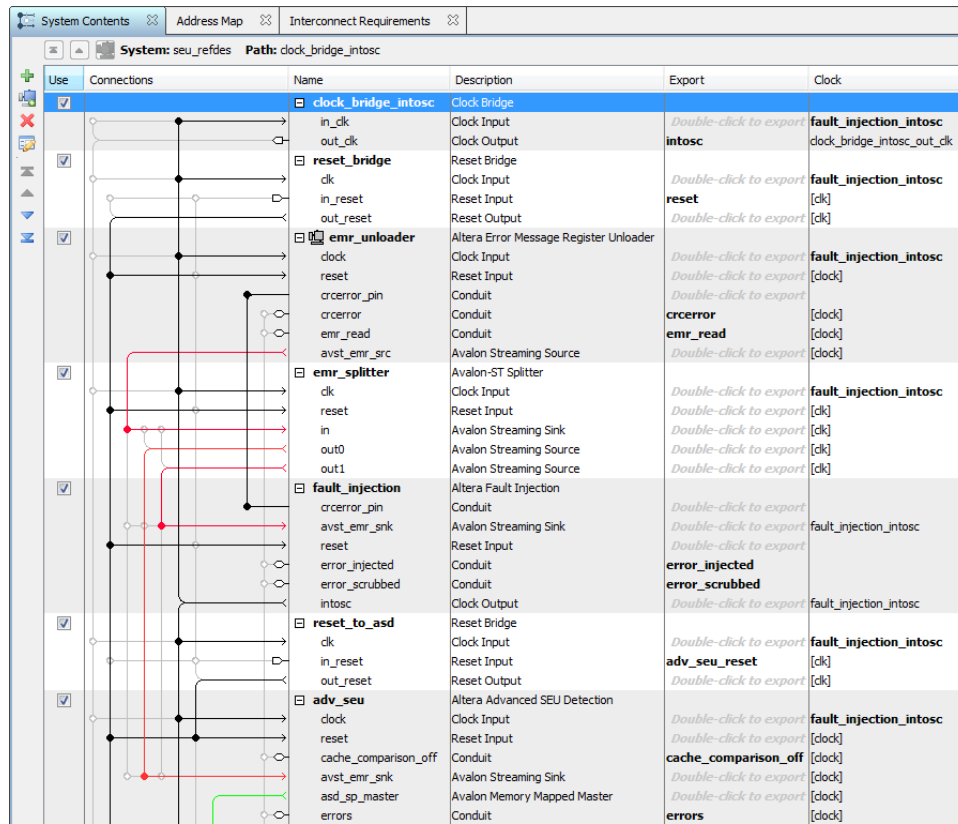 System Contents Address Map Interconnect Requirements
System: seu_refdes Path: clock_bridge_intosc
Use Connections Name Description Export Clock
clock_bridge_intosc Clock Bridge
in_clk Clock Input Double-click to export fault_injection_intosc
out_clk Clock Output intosc clock_bridge_intosc_out_clk
reset_bridge Reset Bridge
clk Clock Input Double-click to export fault_injection_intosc
in_reset Reset Input reset [clk]
out_reset Reset Output Double-click to export [clk]
emr_unloader Altera Error Message Register Unloader
clock Clock Input Double-click to export fault_injection_intosc
reset Reset Input Double-click to export [clock]
crcerror_pin Conduit Double-click to export
crcerror Conduit crcerror [clock]
emr_read Conduit emr_read [clock]
avst_emr_src Avalon Streaming Source Double-click to export [clock]
emr_splitter Avalon-ST Splitter
clk Clock Input Double-click to export fault_injection_intosc
reset Reset Input Double-click to export [clk]
in Avalon Streaming Sink Double-click to export [clk]
out0 Avalon Streaming Source Double-click to export [clk]
out1 Avalon Streaming Source Double-click to export [clk]
fault_injection Altera Fault Injection
crcerror_pin Conduit Double-click to export
avst_emr_snk Avalon Streaming Sink Double-click to export fault_injection_intosc
reset Reset Input Double-click to export
error_injected Conduit error_injected
error_scrubbed Conduit error_scrubbed
intosc Clock Output Double-click to export fault_injection_intosc
reset_to_asd Reset Bridge
clk Clock Input Double-click to export fault_injection_intosc
in_reset Reset Input adv_seu_reset [clk]
out_reset Reset Output Double-click to export [clk]
adv_seu Altera Advanced SEU Detection
clock Clock Input Double-click to export fault_injection_intosc
reset Reset Input Double-click to export [clock]
cache_comparison_off Conduit cache_comparison_off [clock]
avst_emr_snk Avalon Streaming Sink Double-click to export [clock]
asd_sp_master Avalon Memory Mapped Master Double-click to export [clock]
errors Conduit errors [clock]